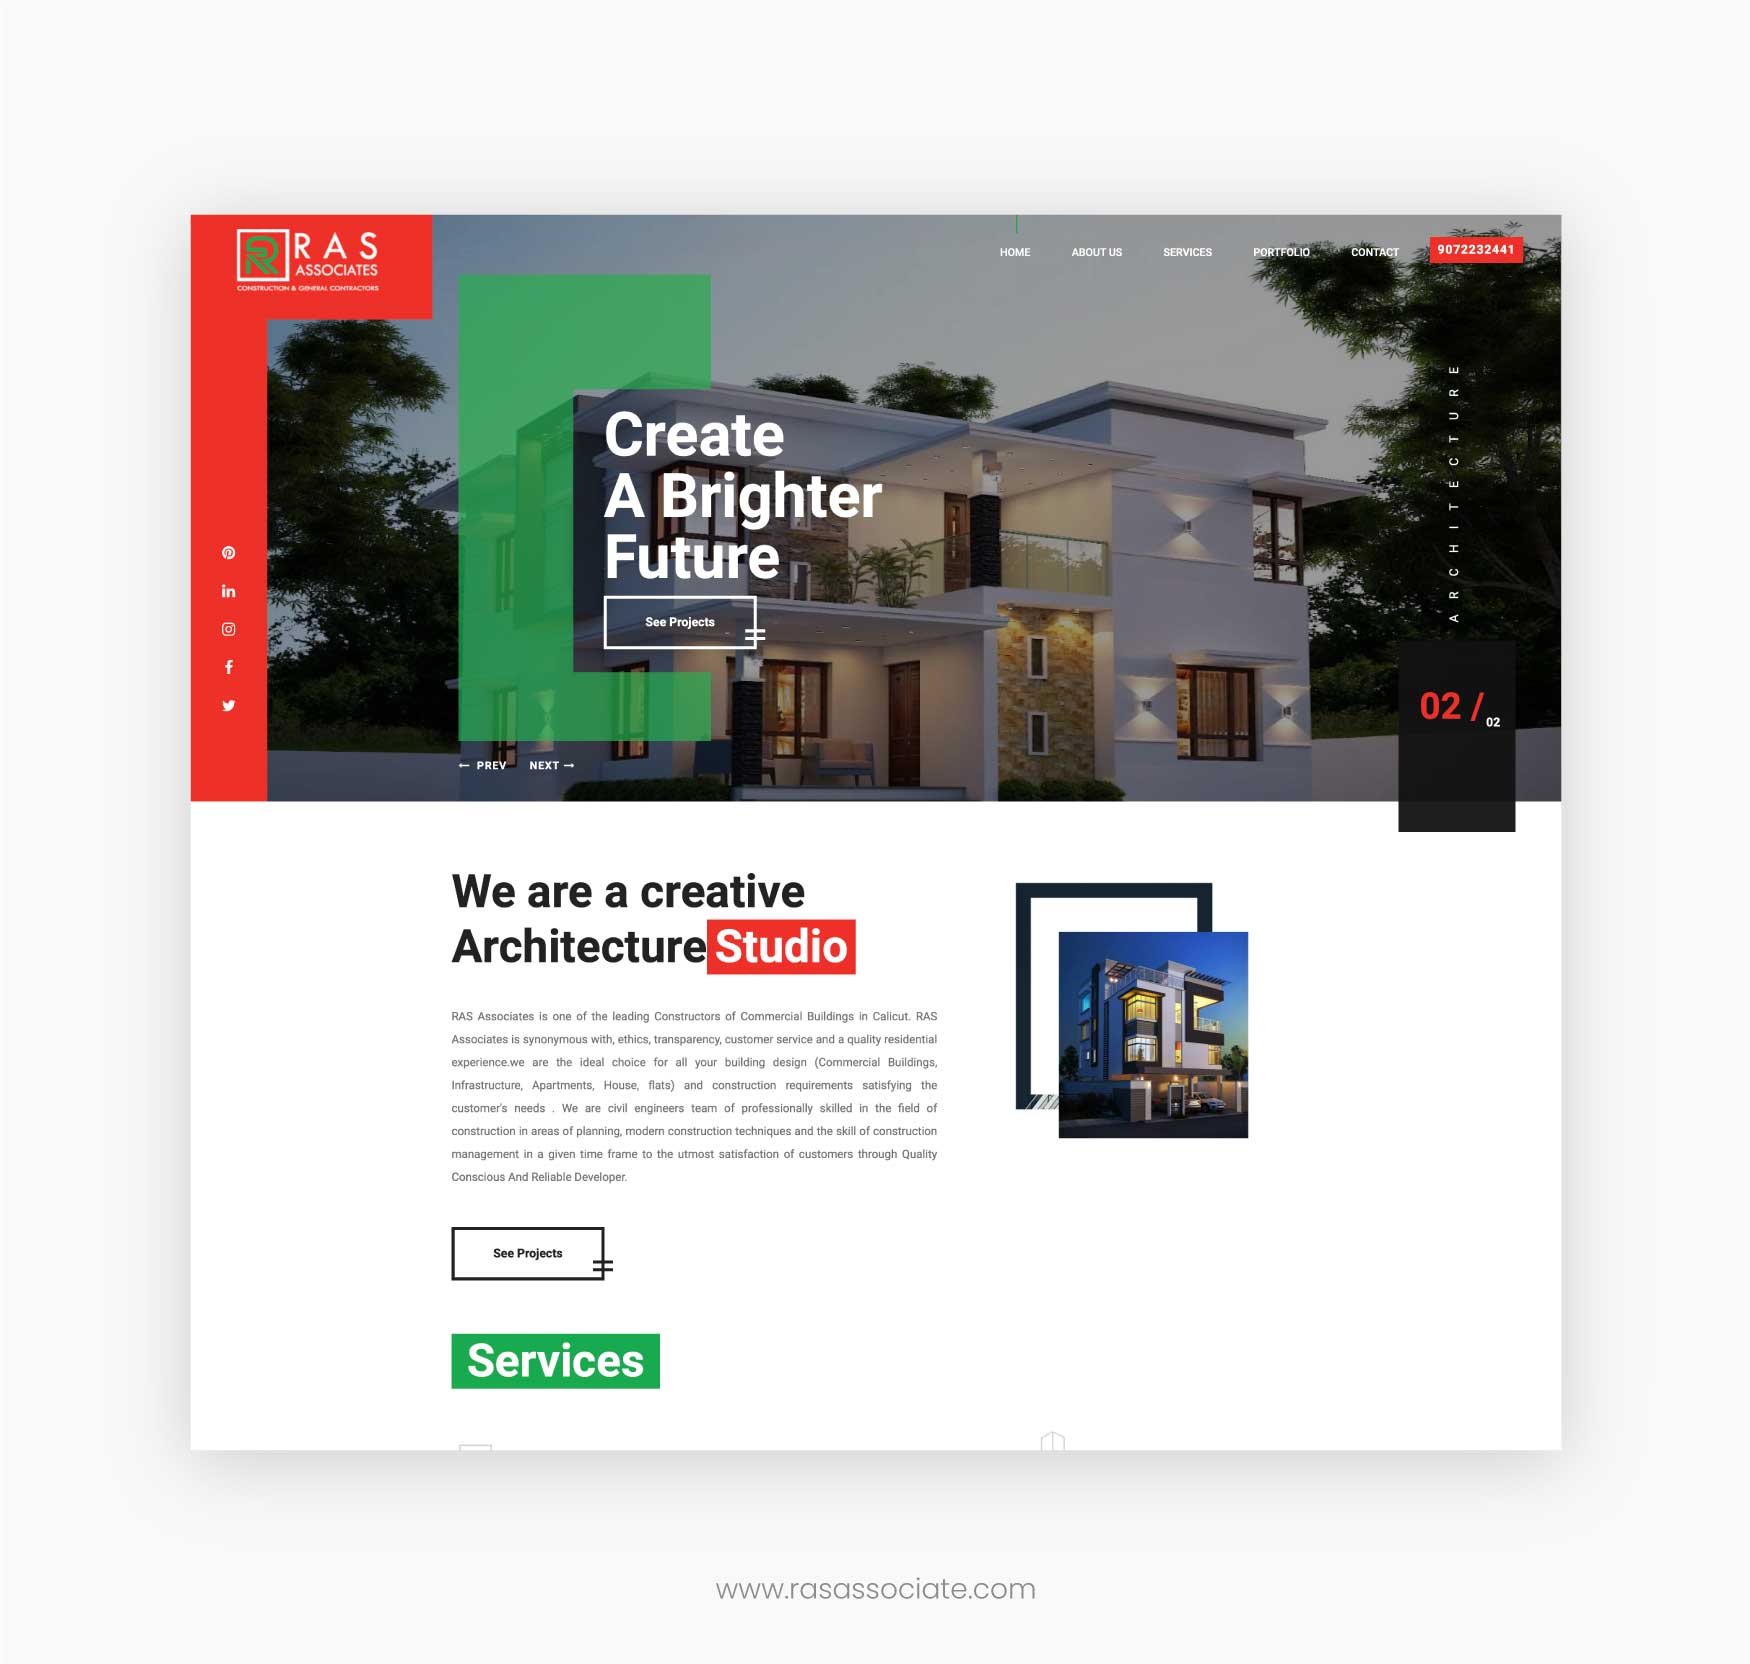 RAS
ASSOCIATES
CONSTRUCTION & GENERAL CONTRACTORS
HOME ABOUT US SERVICES PORTFOLIO CONTACT 9072232441
Create
A Brighter
Future
See Projects
ARCHITECTURE
02 / 02
← PREV NEXT →
We are a creative
Architecture Studio
RAS Associates is one of the leading Constructors of Commercial Buildings in Calicut. RAS
Associates is synonymous with, ethics, transparency, customer service and a quality residential
experience.we are the ideal choice for all your building design (Commercial Buildings,
Infrastructure, Apartments, House, flats) and construction requirements satisfying the
customer's needs . We are civil engineers team of professionally skilled in the field of
construction in areas of planning, modern construction techniques and the skill of construction
management in a given time frame to the utmost satisfaction of customers through Quality
Conscious And Reliable Developer.
See Projects
Services
www.rasassociate.com